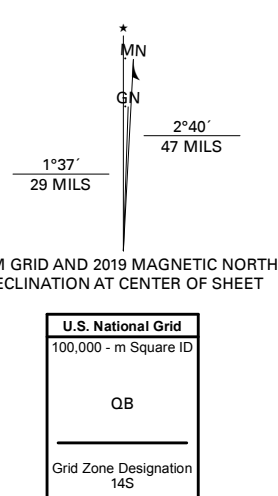 ★
MN
GN
2°40´
47 MILS
1°37´
29 MILS
M GRID AND 2019 MAGNETIC NORTH
ECLINATION AT CENTER OF SHEET
U.S. National Grid
100,000 - m Square ID
QB
Grid Zone Designation
14S